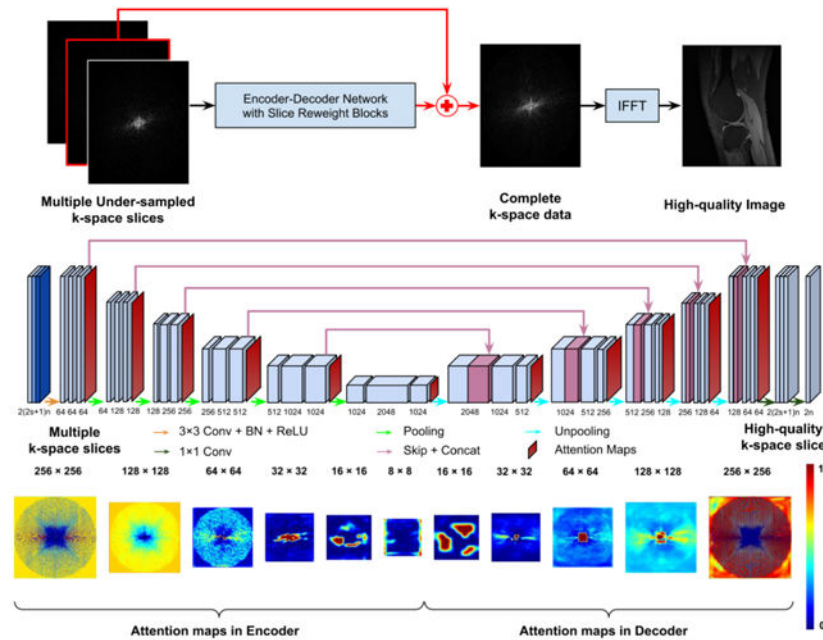 Encoder-Decoder Network
with Slice Reweight Blocks
IFFT
Multiple Under-sampled
k-space slices
Complete
k-space data
High-quality Image
2(2s+1)n
64 64 64
64 128 128
128 256 256
256 512 512
512 1024 1024
1024 2048 1024
2048 1024 512
1024 512 256
512 256 128
256 128 64
128 64 64
2(2s+1)n
2n
Multiple
k-space slices
3×3 Conv + BN + ReLU
1×1 Conv
Pooling
Skip + Concat
Unpooling
Attention Maps
High-quality
k-space slice
256 × 256
128 × 128
64 × 64
32 × 32
16 × 16
8 × 8
16 × 16
32 × 32
64 × 64
128 × 128
256 × 256
1
0
Attention maps in Encoder
Attention maps in Decoder